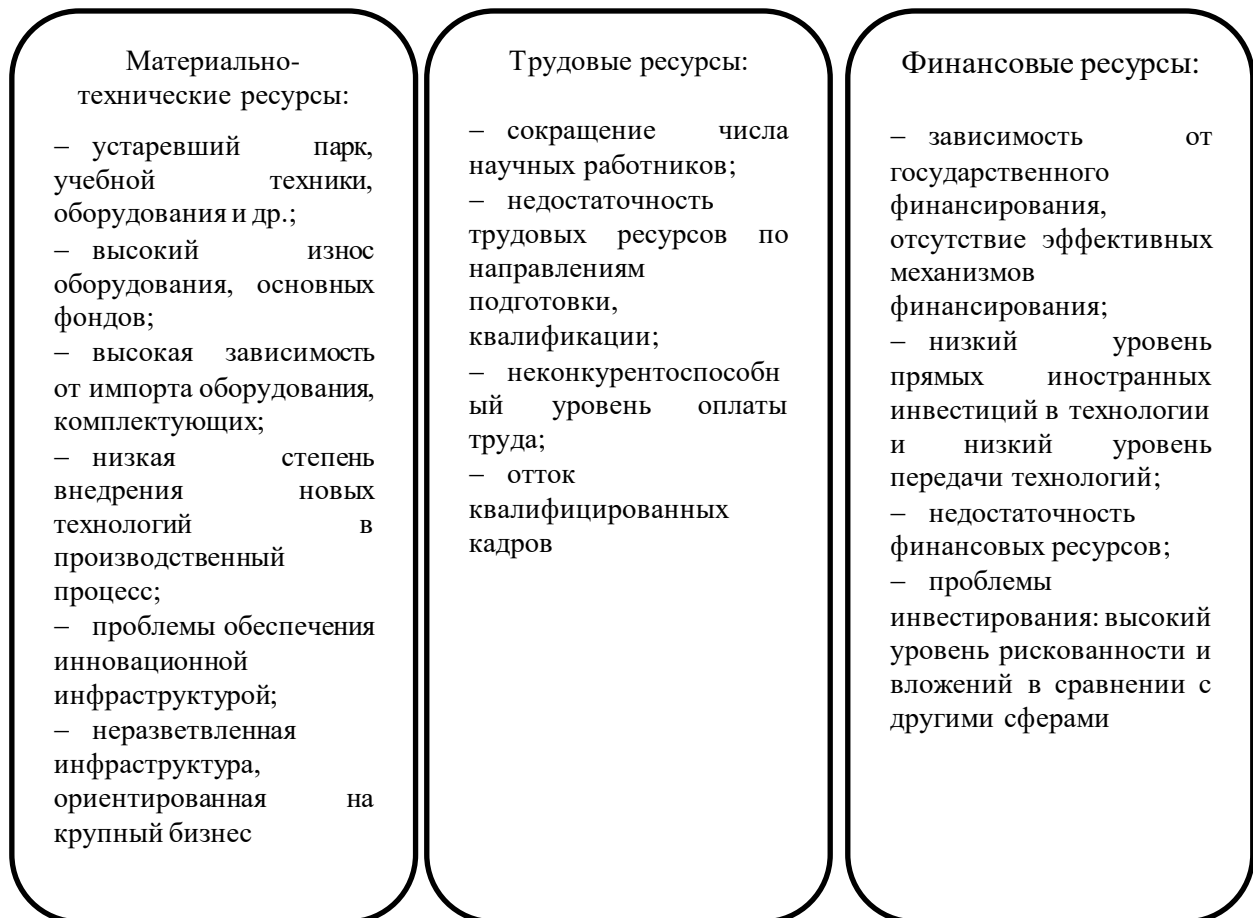 Материально-
технические ресурсы:
− устаревший парк,
учебной техники,
оборудования и др.;
− высокий износ
оборудования, основных
фондов;
− высокая зависимость
от импорта оборудования,
комплектующих;
− низкая степень
внедрения новых
технологий в
производственный
процесс;
− проблемы обеспечения
инновационной
инфраструктурой;
− неразветвленная
инфраструктура,
ориентированная на
крупный бизнес
Трудовые ресурсы:
− сокращение числа
научных работников;
− недостаточность
трудовых ресурсов по
направлениям
подготовки,
квалификации;
− неконкурентоспособн
ый уровень оплаты
труда;
− отток
квалифицированных
кадров
Финансовые ресурсы:
− зависимость от
государственного
финансирования,
отсутствие эффективных
механизмов
финансирования;
− низкий уровень
прямых иностранных
инвестиций в технологии
и низкий уровень
передачи технологий;
− недостаточность
финансовых ресурсов;
− проблемы
инвестирования: высокий
уровень рискованности и
вложений в сравнении с
другими сферами